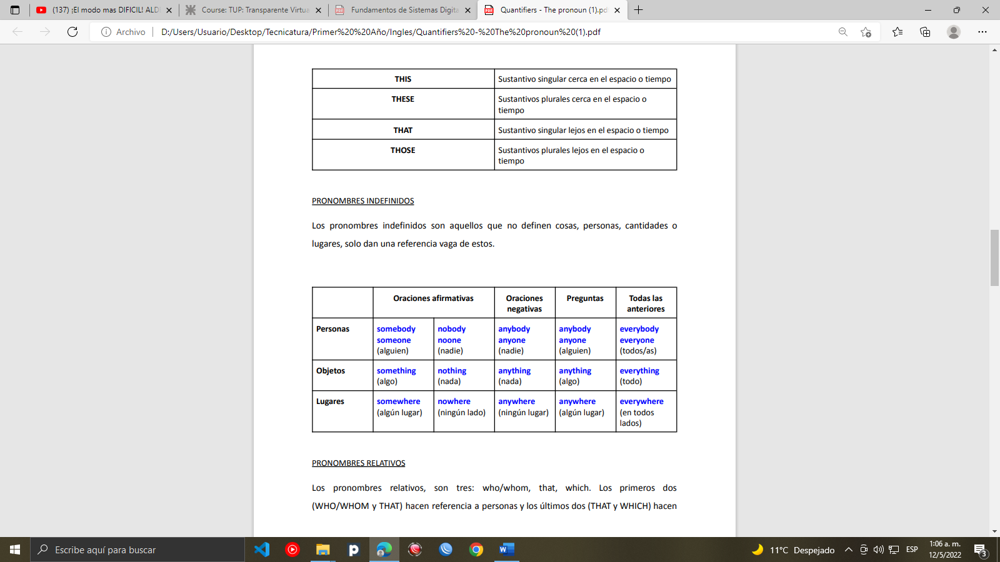 (137) ¡El modo mas DIFICIL! ALD
Course: TUP: Transparente Virtua
Fundamentos de Sistemas Digita
Quantifiers - The pronoun (1).pd
Archivo
D:/Users/Usuario/Desktop/Tecnicatura/Primer%20%20Año/Ingles/Quantifiers%20-%20The%20pronoun%20(1).pdf
THIS Sustantivo singular cerca en el espacio o tiempo
THESE Sustantivos plurales cerca en el espacio o
tiempo
THAT Sustantivo singular lejos en el espacio o tiempo
THOSE Sustantivos plurales lejos en el espacio o
tiempo
PRONOMBRES INDEFINIDOS
Los pronombres indefinidos son aquellos que no definen cosas, personas, cantidades o
lugares, solo dan una referencia vaga de estos.
Oraciones afirmativas Oraciones Preguntas Todas las
negativas anteriores
Personas somebody nobody anybody anybody everybody
someone noone anyone anyone everyone
(alguien) (nadie) (nadie) (alguien) (todos/as)
Objetos something nothing anything anything everything
(algo) (nada) (nada) (algo) (todo)
Lugares somewhere nowhere anywhere anywhere everywhere
(algún lugar) (ningún lado) (ningún lugar) (algún lugar) (en todos
lados)
PRONOMBRES RELATIVOS
Los pronombres relativos, son tres: who/whom, that, which. Los primeros dos
(WHO/WHOM y THAT) hacen referencia a personas y los últimos dos (THAT y WHICH) hacen
Escribe aquí para buscar
11°C Despejado
ESP
1:06 a. m.
12/5/2022
3